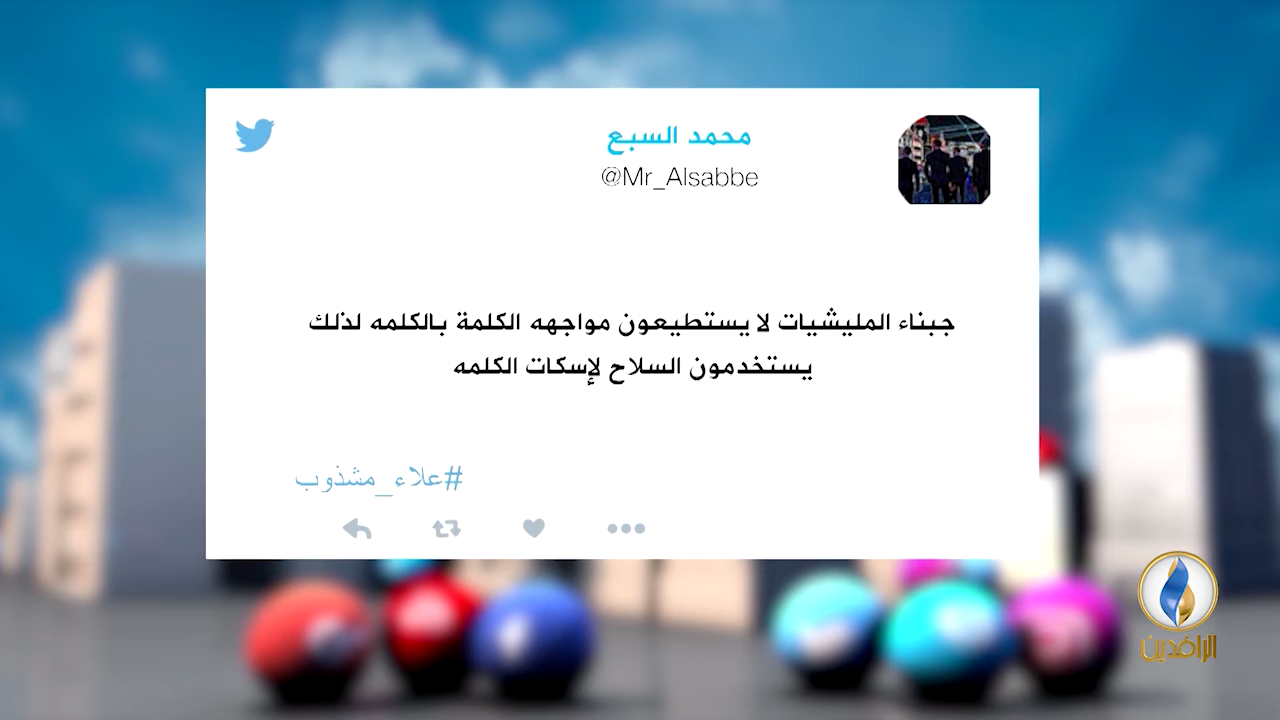 محمد السبع
@Mr_Alsabbe
جبناء المليشيات لا يستطيعون مواجهه الكلمة بالكلمه لذلك
يستخدمون السلاح لإسكات الكلمه
#علاء_مشذوب
الرافدين